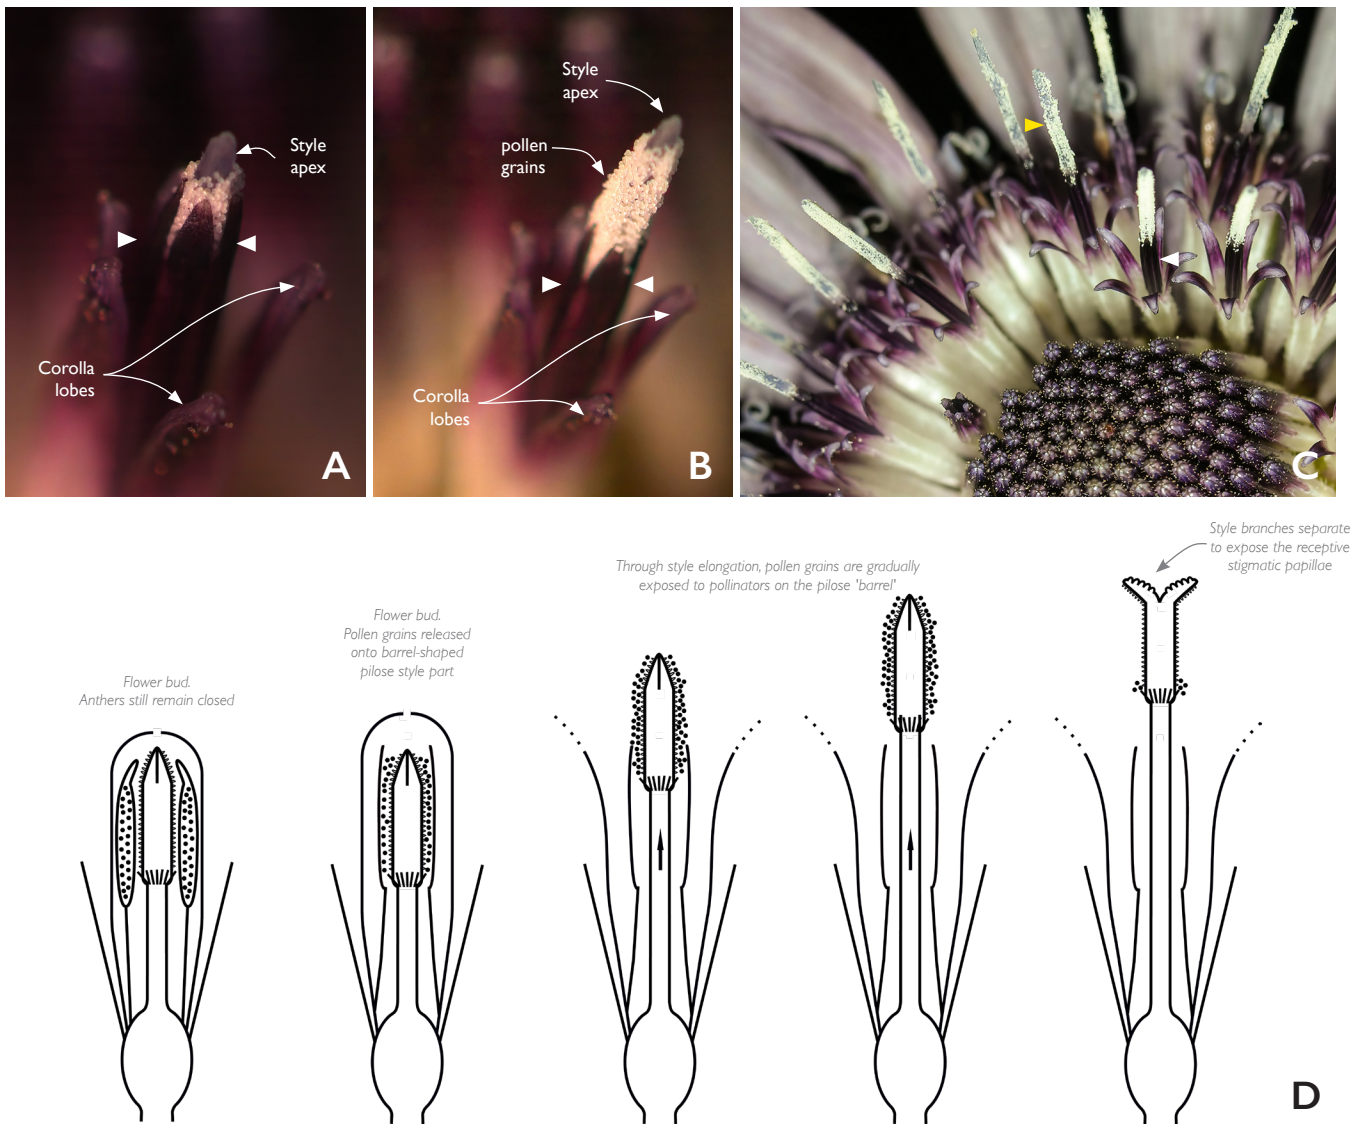 Style
apex
Corolla
lobes
A
Style
apex
pollen
grains
Corolla
lobes
B
C
Flower bud.
Anthers still remain closed
Flower bud.
Pollen grains released
onto barrel-shaped
pilose style part
Through style elongation, pollen grains are gradually
exposed to pollinators on the pilose 'barrel'
Style branches separate
to expose the receptive
stigmatic papillae
D